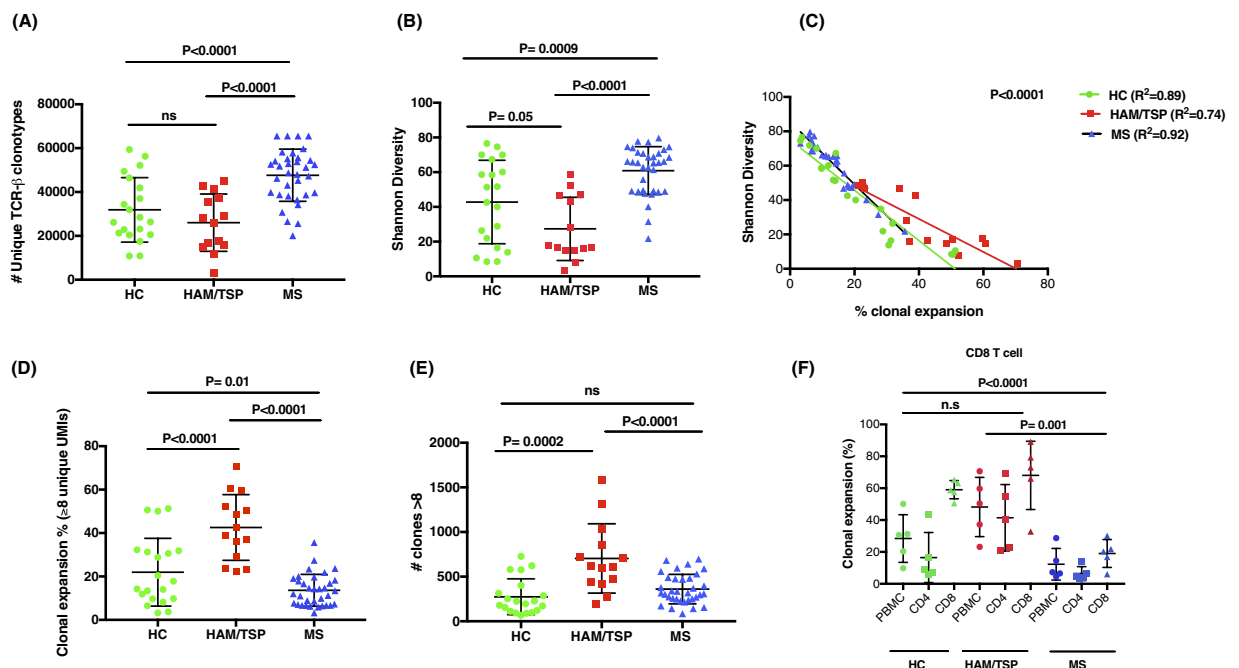 (A)
P<0.0001
P<0.0001
ns
# Unique TCR-β clonotypes
80000
60000
40000
20000
0
HC
HAM/TSP
MS
(B)
P= 0.0009
P<0.0001
P= 0.05
Shannon Diversity
100
80
60
40
20
0
HC
HAM/TSP
MS
(C)
P<0.0001
HC (R²=0.89)
HAM/TSP (R²=0.74)
MS (R²=0.92)
Shannon Diversity
100
80
60
40
20
0
0 20 40 60 80
% clonal expansion
(D)
P= 0.01
P<0.0001
P<0.0001
Clonal expansion % (≥8 unique UMIs)
80
60
40
20
0
HC
HAM/TSP
MS
(E)
ns
P<0.0001
P= 0.0002
# clones >8
2000
1500
1000
500
0
HC
HAM/TSP
MS
(F)
CD8 T cell
P<0.0001
n.s
P= 0.001
Clonal expansion (%)
100
80
60
40
20
0
PBMC
CD4
CD8
PBMC
CD4
CD8
PBMC
CD4
CD8
HC
HAM/TSP
MS